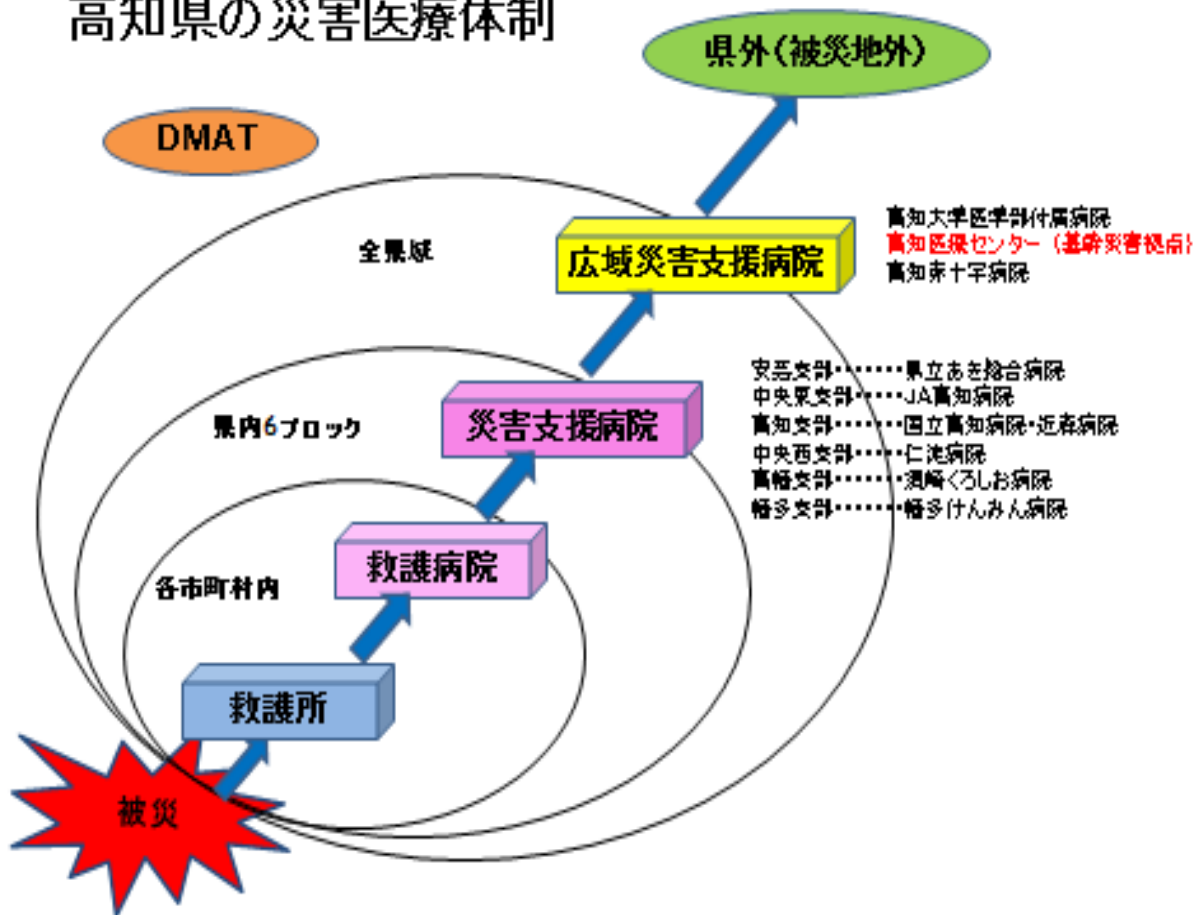 高知県の災害医療体制
県外(被災地外)
DMAT
全県域
広域災害支援病院
高知大学医学部付属病院
高知医療センター(基幹災害拠点)
高知赤十字病院
県内6ブロック
災害支援病院
安芸支部・・・・・・・県立あき総合病院
中央東支部・・・・・JA高知病院
高知支部・・・・・・・国立高知病院・近森病院
中央西支部・・・・・仁淀病院
高幡支部・・・・・・・須崎くろしお病院
幡多支部・・・・・・・幡多けんみん病院
各市町村内
救護病院
救護所
被災